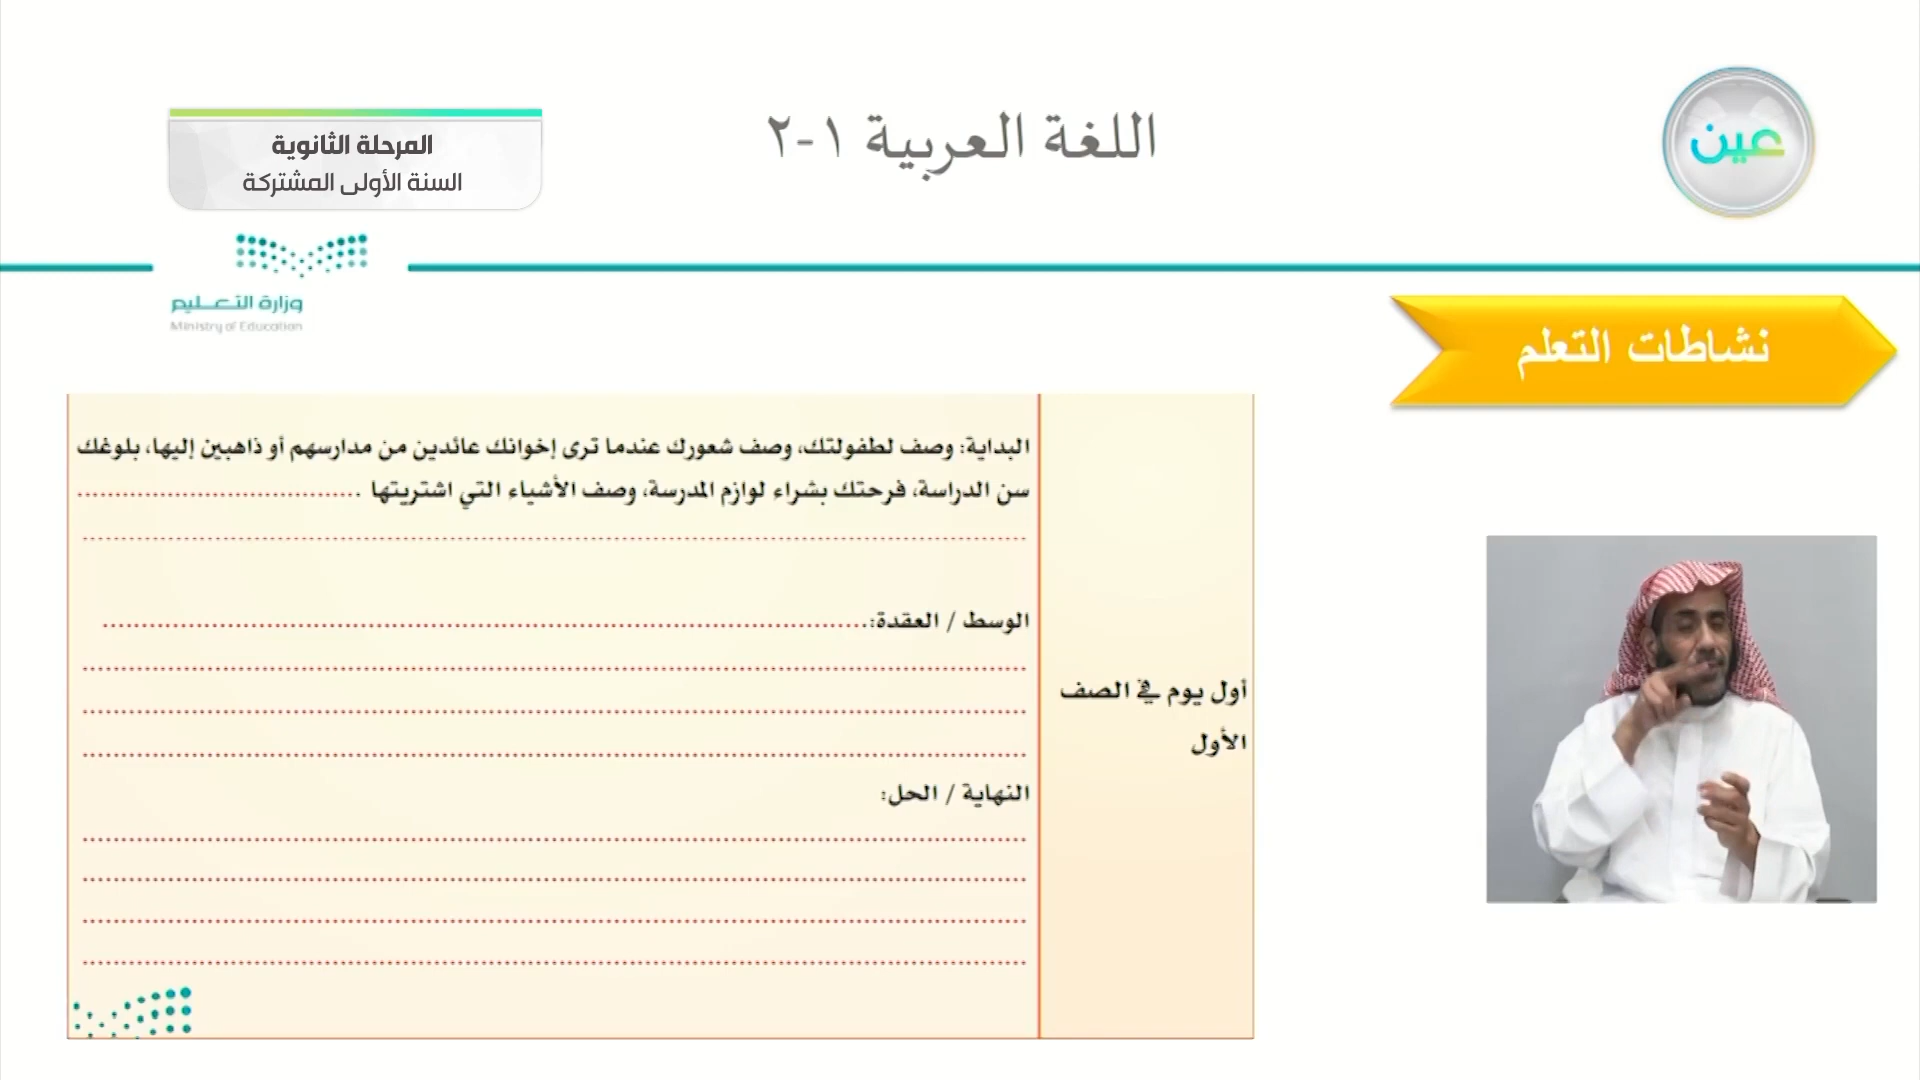 عين
اللغة العربية ١-٢
المرحلة الثانوية
السنة الأولى المشتركة
وزارة التعليم
Ministry of Education
نشاطات التعلم
أول يوم في الصف
الأول
البداية: وصف لطفولتك، وصف شعورك عندما ترى إخوانك عائدين من مدارسهم أو ذاهبين إليها، بلوغك
سن الدراسة، فرحتك بشراء لوازم المدرسة، وصف الأشياء التي اشتريتها
الوسط / العقدة:
النهاية / الحل: